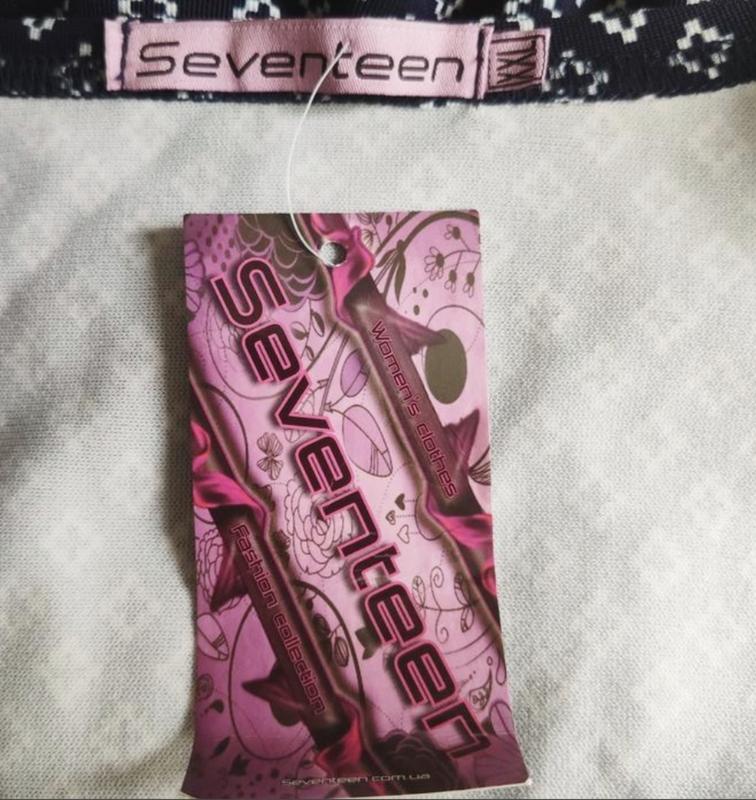 Seventeen
XXL
Seventeen
Women's clothes
Fashion collection
seventeen.com.ua